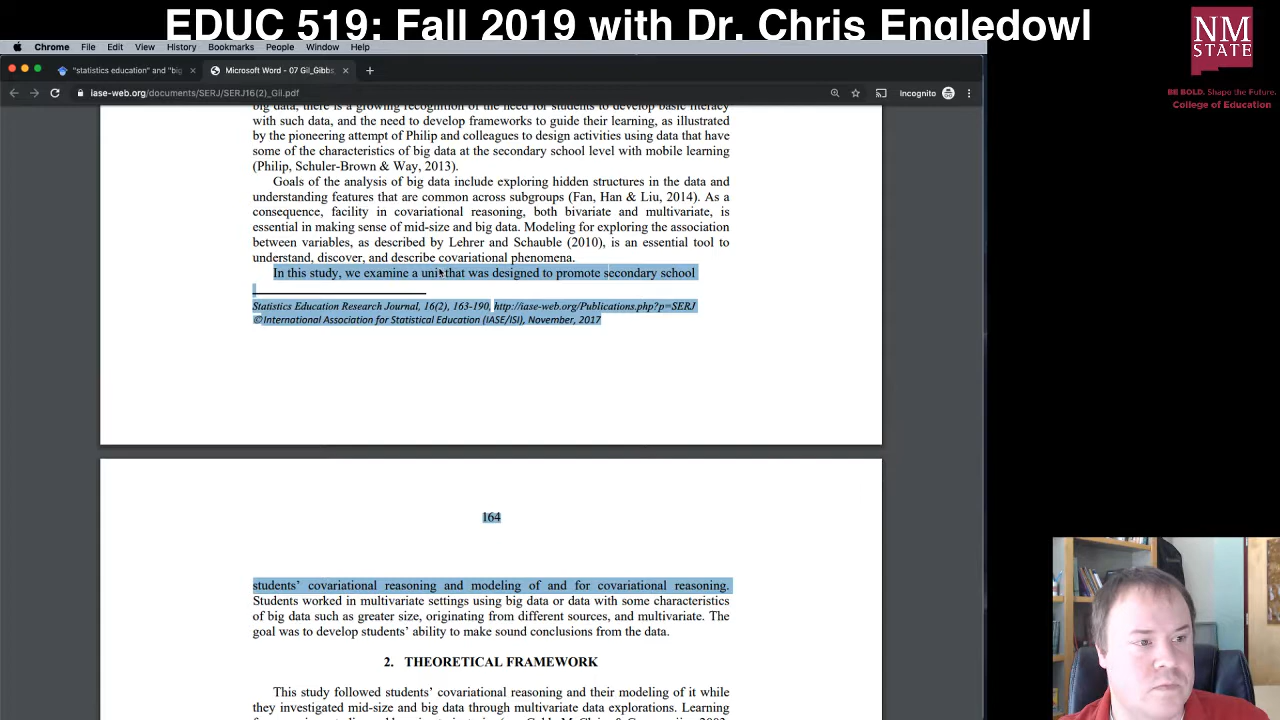 EDUC 519: Fall 2019 with Dr. Chris Engledowl
NM
STATE
BE BOLD. Shape the Future.
College of Education
Chrome File Edit View History Bookmarks People Window Help
"statistics education" and "big
Microsoft Word - 07 Gil_Gibbs
iase-web.org/documents/SERJ/SERJ16(2)_Gil.pdf
Incognito
big data, there is a growing recognition of the need for students to develop basic literacy
with such data, and the need to develop frameworks to guide their learning, as illustrated
by the pioneering attempt of Philip and colleagues to design activities using data that have
some of the characteristics of big data at the secondary school level with mobile learning
(Philip, Schuler-Brown & Way, 2013).
Goals of the analysis of big data include exploring hidden structures in the data and
understanding features that are common across subgroups (Fan, Han & Liu, 2014). As a
consequence, facility in covariational reasoning, both bivariate and multivariate, is
essential in making sense of mid-size and big data. Modeling for exploring the association
between variables, as described by Lehrer and Schauble (2010), is an essential tool to
understand, discover, and describe covariational phenomena.
In this study, we examine a unit that was designed to promote secondary school
Statistics Education Research Journal, 16(2), 163-190, http://iase-web.org/Publications.php?p=SERJ
©International Association for Statistical Education (IASE/ISI), November, 2017
164
students' covariational reasoning and modeling of and for covariational reasoning.
Students worked in multivariate settings using big data or data with some characteristics
of big data such as greater size, originating from different sources, and multivariate. The
goal was to develop students' ability to make sound conclusions from the data.
2. THEORETICAL FRAMEWORK
This study followed students' covariational reasoning and their modeling of it while
they investigated mid-size and big data through multivariate data explorations. Learning